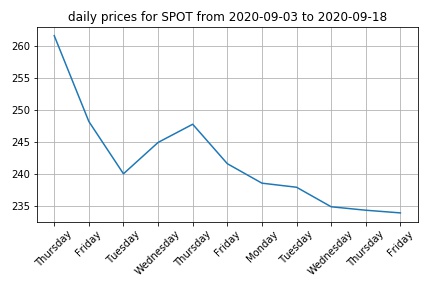 daily prices for SPOT from 2020-09-03 to 2020-09-18
260
255
250
245
240
235
Thursday
Friday
Tuesday
Wednesday
Thursday
Friday
Monday
Tuesday
Wednesday
Thursday
Friday